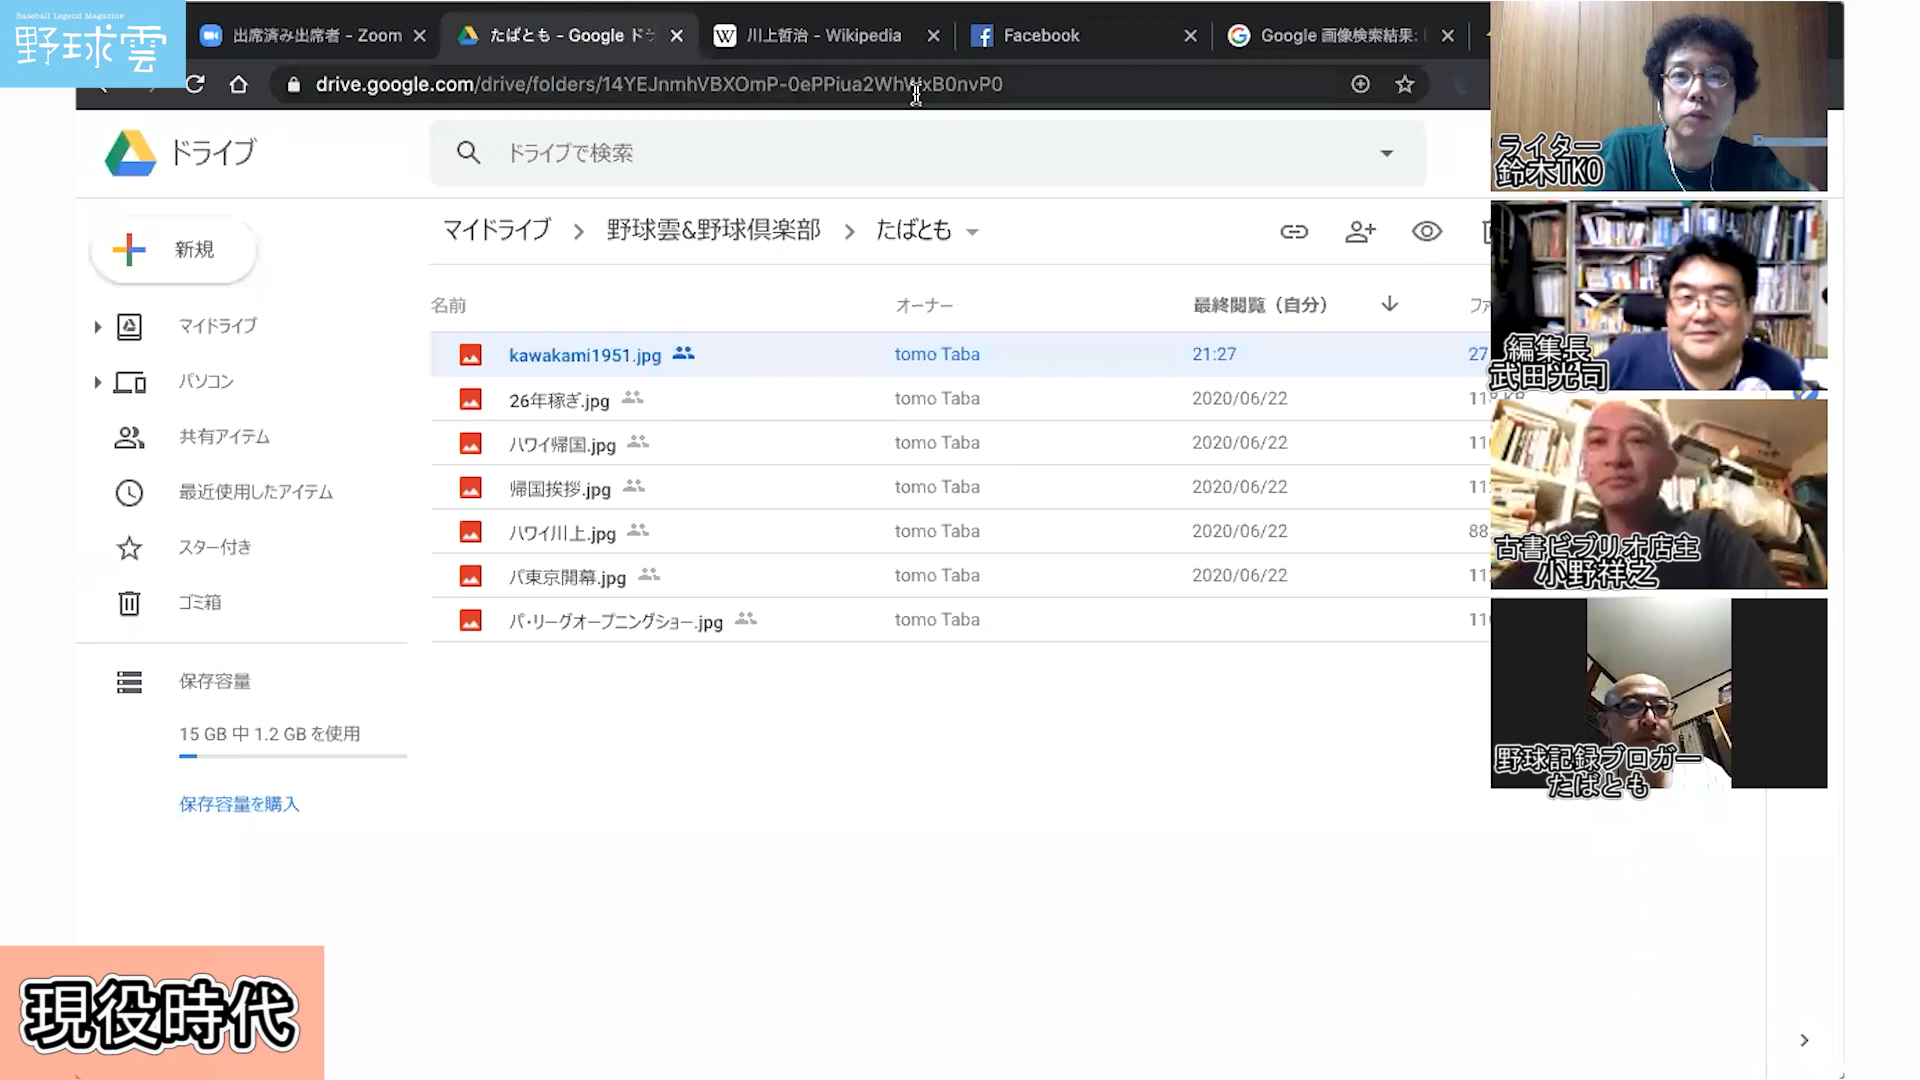 Baseball Legend Magazine
野球雲
出席済み出席者 - Zoom
たばとも - Google ドラ
川上哲治 - Wikipedia
Facebook
Google 画像検索結果:
drive.google.com/drive/folders/14YEJnmhVBXOmP-0ePPiua2WhWxB0nvP0
ドライブ
ドライブで検索
マイドライブ
野球雲&野球倶楽部
たばとも
新規
マイドライブ
パソコン
共有アイテム
最近使用したアイテム
スター付き
ゴミ箱
保存容量
15 GB 中 1.2 GB を使用
保存容量を購入
名前 オーナー 最終閲覧（自分）
kawakami1951.jpg tomo Taba 21:27 27
26年稼ぎ.jpg tomo Taba 2020/06/22
ハワイ帰国.jpg tomo Taba 2020/06/22
帰国挨拶.jpg tomo Taba 2020/06/22
ハワイ川上.jpg tomo Taba 2020/06/22 88
パ東京開幕.jpg tomo Taba 2020/06/22
パ・リーグオープニングショー.jpg tomo Taba
ライター
鈴木TKO
編集長
武田光司
古書ビブリオ店主
小野祥之
野球記録ブロガー
たばとも
現役時代